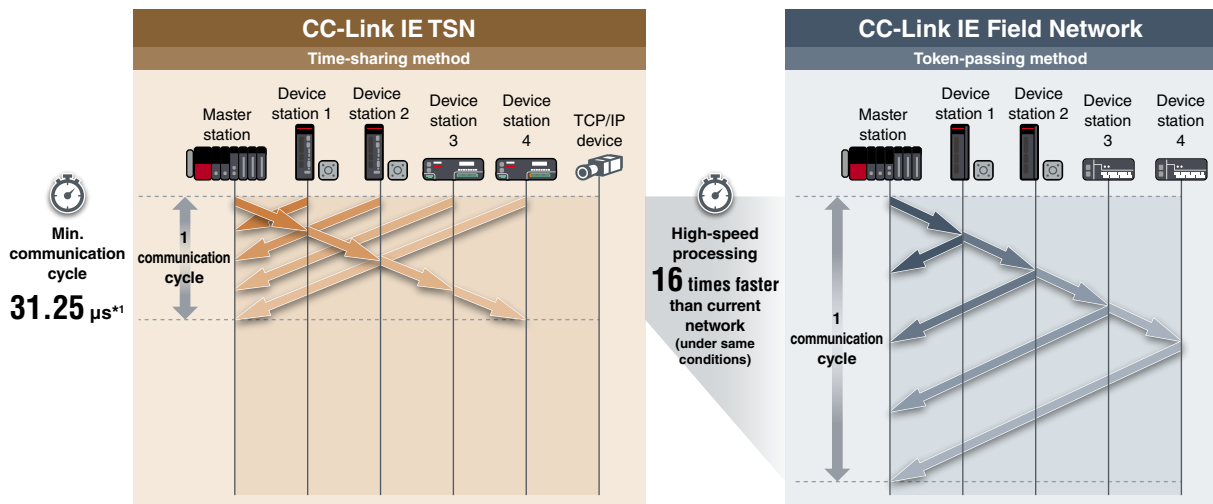 CC-Link IE TSN
Time-sharing method
Master
station
Device
station 1
Device
station 2
Device
station
3
Device
station
4
TCP/IP
device
Min.
communication
cycle
31.25 μs*1
1
communication
cycle
High-speed
processing
16 times faster
than current
network
(under same
conditions)
CC-Link IE Field Network
Token-passing method
Master
station
Device
station 1
Device
station 2
Device
station
3
Device
station
4
1
communication
cycle